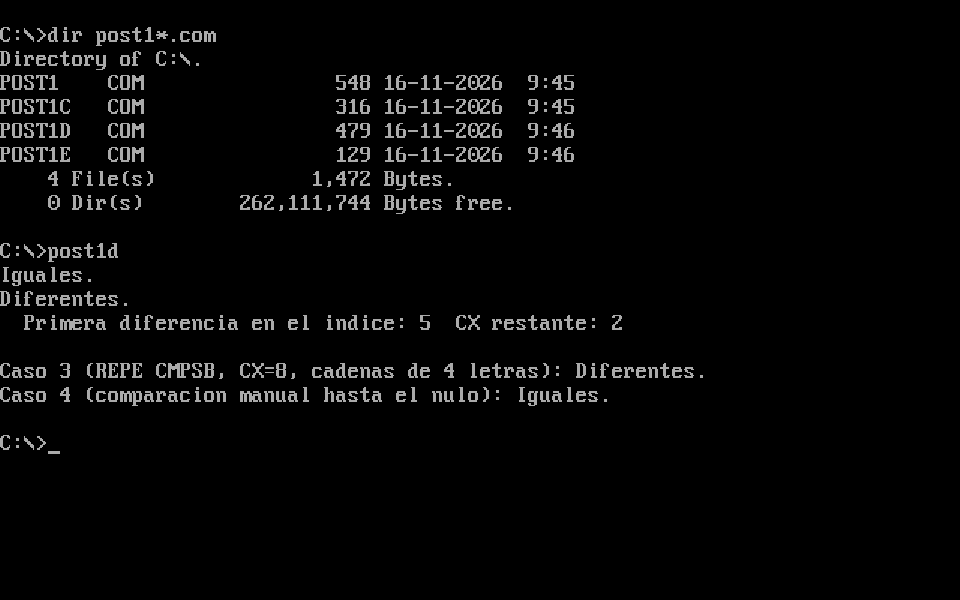 C:\>dir post1*.com
Directory of C:\.
POST1    COM                548 16-11-2026  9:45
POST1C   COM                316 16-11-2026  9:45
POST1D   COM                479 16-11-2026  9:46
POST1E   COM                129 16-11-2026  9:46
    4 File(s)             1,472 Bytes.
    0 Dir(s)        262,111,744 Bytes free.
C:\>post1d
Iguales.
Diferentes.
  Primera diferencia en el indice: 5  CX restante: 2
Caso 3 (REPE CMPSB, CX=8, cadenas de 4 letras): Diferentes.
Caso 4 (comparacion manual hasta el nulo): Iguales.
C:\>_